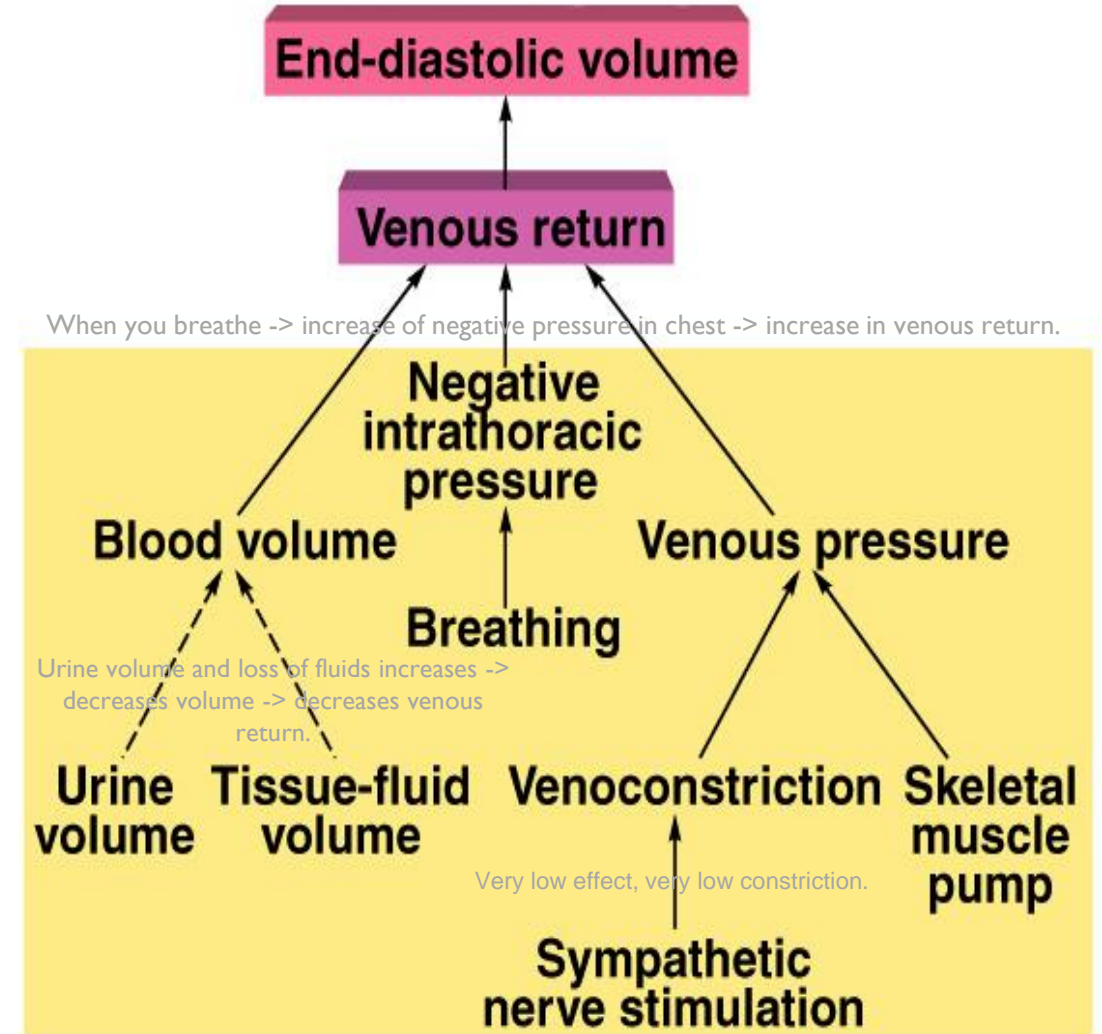 End-diastolic volume
Venous return
When you breathe -> increase of negative pressure in chest -> increase in venous return.
Negative
intrathoracic
pressure
Blood volume
Venous pressure
Breathing
Urine volume and loss of fluids increases ->
decreases volume -> decreases venous
return.
Urine
volume
Tissue-fluid
volume
Venoconstriction
Skeletal
muscle
pump
Very low effect, very low constriction.
Sympathetic
nerve stimulation